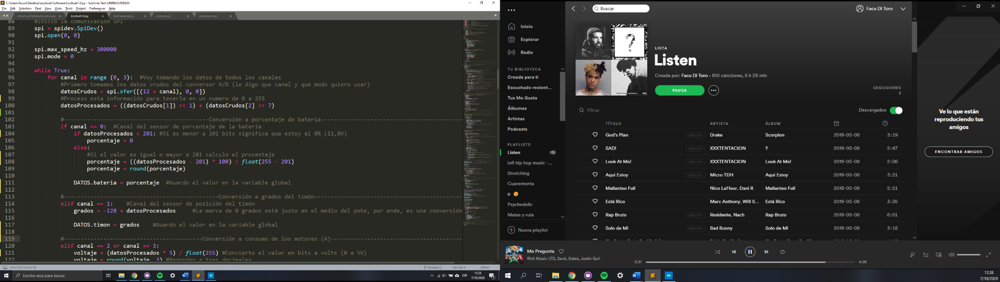 C:\Users\facud\Desktop\ecoboat\Software\EcoBoat1.0.py - Sublime Text (UNREGISTERED)
File Edit Selection Find View Goto Tools Project Preferences Help
EstructuraPilotoAutomatico.py EcoBoat1.0.py RedNeuronal.py motores.py sensoresUS.py
88 #Inicio la comunicacion SPI
89 spi = spidev.SpiDev()
90 spi.open(0, 0)
91
92 spi.max_speed_hz = 300000
93 spi.mode = 0
94
95 while True:
96 for canal in range (0, 3): #Voy tomando los datos de todos los canales
97 #Primero tomamos los datos crudos del conversor A/D (le digo que canal y que modo quiero usar)
98 datosCrudos = spi.xfer([(12 + canal), 0, 0])
99 #Proceso esta información para tenerla en un numero de 0 a 255
100 datosProcesados = ((datosCrudos[1]) << 1) + (datosCrudos[2] >> 7)
101
102 #--------------------------------------------Conversión a porcentaje de batería-------------------------------------------
103 if canal == 0: #Canal del sensor de porcentaje de la batería
104 if datosProcesados < 201: #Si es menor a 201 bits significa que estoy al 0% (11,8V)
105 porcentaje = 0
106 else:
107 #Si el valor es igual o mayor a 201 calculo el procentaje
108 porcentaje = ((datosProcesados - 201) * 100) / float(255 - 201)
109 porcentaje = round(porcentaje)
110
111 DATOS.bateria = porcentaje #Guardo el valor en la variable global
112
113 #-----------------------------------------------Conversión a grados del timón---------------------------------------------
114 elif canal == 1: #Canal del sensor de posición del timón
115 grados = -128 + datosProcesados #La marca de 0 grados está justo en el medio del pote, por ende, es una conversión
116
117 DATOS.timon = grados #Guardo el valor en la variable global
118
119 #------------------------------------------Conversión a consumo de los motores (A)----------------------------------------
120 elif canal == 2 or canal == 3:
121 voltaje = (datosProcesados * 5) / float(255) #Convierto el valor en bits a volts (0 a 5V)
122 voltaje = round(voltaje, 3) #Redondeo a tres decimales
Line 119, Column 69 develop Tab Size: 4 Python
Escribe aquí para buscar
ESP
13:28
7/10/2020
Buscar
Facu Di Toro
Inicio
Explorar
Radio
TU BIBLIOTECA
Creada para ti
Escuchado recient...
Tus Me Gusta
Álbumes
Artistas
Podcasts
PLAYLISTS
Listen
lofi hip hop music -...
Stretching
Cuarentona
o 🥰
Psychedelic
Mates y ruta
Nueva playlist
LISTA
Listen
Creada por: Facu Di Toro • 100 canciones, 5 h 28 min
PAUSA
SEGUIDORES
2
Filtrar
Descargados
TÍTULO ARTISTA ÁLBUM
God's Plan EXPLICIT Drake Scorpion 2019-05-08 3:19
SAD! EXPLICIT XXXTENTACION ? 2019-05-08 2:47
Look At Me! EXPLICIT XXXTENTACION Look At Me! 2019-05-08 2:06
Aqui Estoy EXPLICIT Micro TDH Aqui Estoy 2019-05-08 3:21
Malianteo Full EXPLICIT Nico LaFleur, Dani R Malianteo Full 2019-05-08 2:21
Está Rico Marc Anthony, Will S... Está Rico 2019-05-08 3:35
Rap Bruto EXPLICIT Residente, Nach Rap Bruto 2019-05-08 6:01
Solo de Mi EXPLICIT Bad Bunny Solo de Mi 2019-05-08 3:18
Ve lo que están
reproduciendo tus
amigos
ENCONTRAR AMIGOS
Me Pregunta
Rich Music LTD, Sech, Dalex, Justin Quil
3:31
4:05
13:28
7/10/2020